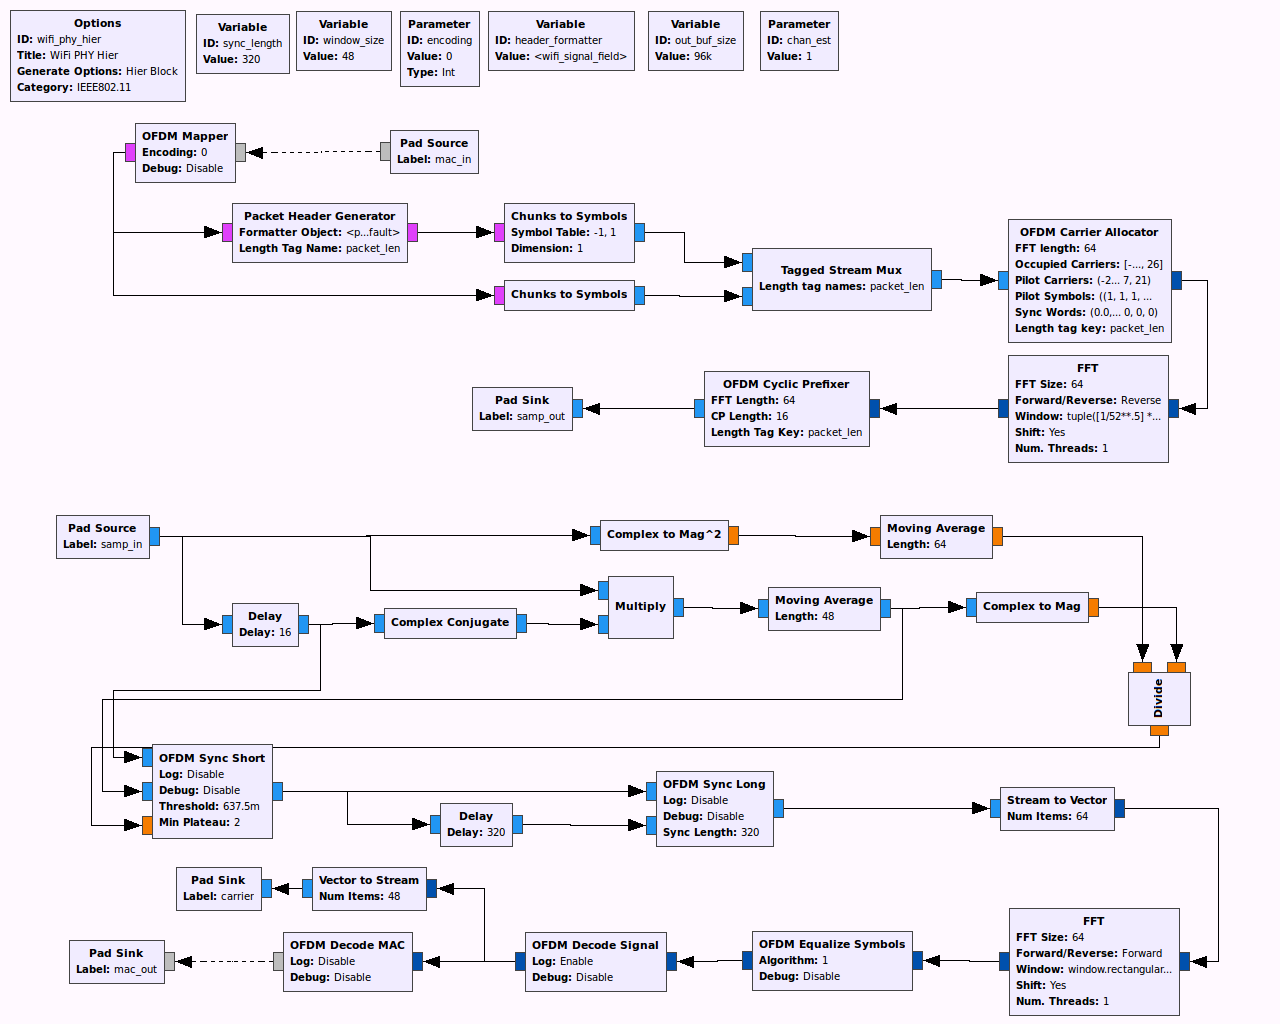 Options
ID: wifi_phy_hier
Title: WiFi PHY Hier
Generate Options: Hier Block
Category: IEEE802.11
Variable
ID: sync_length
Value: 320
Variable
ID: window_size
Value: 48
Parameter
ID: encoding
Value: 0
Type: Int
Variable
ID: header_formatter
Value: <wifi_signal_field>
Variable
ID: out_buf_size
Value: 96k
Parameter
ID: chan_est
Value: 1
OFDM Mapper
Encoding: 0
Debug: Disable
Pad Source
Label: mac_in
Packet Header Generator
Formatter Object: <p...fault>
Length Tag Name: packet_len
Chunks to Symbols
Symbol Table: -1, 1
Dimension: 1
Chunks to Symbols
Tagged Stream Mux
Length tag names: packet_len
OFDM Carrier Allocator
FFT length: 64
Occupied Carriers: [-..., 26]
Pilot Carriers: (-2... 7, 21)
Pilot Symbols: ((1, 1, 1, ...
Sync Words: (0.0,... 0, 0, 0)
Length tag key: packet_len
FFT
FFT Size: 64
Forward/Reverse: Reverse
Window: tuple([1/52**.5] *...
Shift: Yes
Num. Threads: 1
OFDM Cyclic Prefixer
FFT Length: 64
CP Length: 16
Length Tag Key: packet_len
Pad Sink
Label: samp_out
Pad Source
Label: samp_in
Complex to Mag^2
Moving Average
Length: 64
Delay
Delay: 16
Complex Conjugate
Multiply
Moving Average
Length: 48
Complex to Mag
Divide
OFDM Sync Short
Log: Disable
Debug: Disable
Threshold: 637.5m
Min Plateau: 2
Delay
Delay: 320
OFDM Sync Long
Log: Disable
Debug: Disable
Sync Length: 320
Stream to Vector
Num Items: 64
Pad Sink
Label: carrier
Vector to Stream
Num Items: 48
Pad Sink
Label: mac_out
OFDM Decode MAC
Log: Disable
Debug: Disable
OFDM Decode Signal
Log: Enable
Debug: Disable
OFDM Equalize Symbols
Algorithm: 1
Debug: Disable
FFT
FFT Size: 64
Forward/Reverse: Forward
Window: window.rectangular...
Shift: Yes
Num. Threads: 1